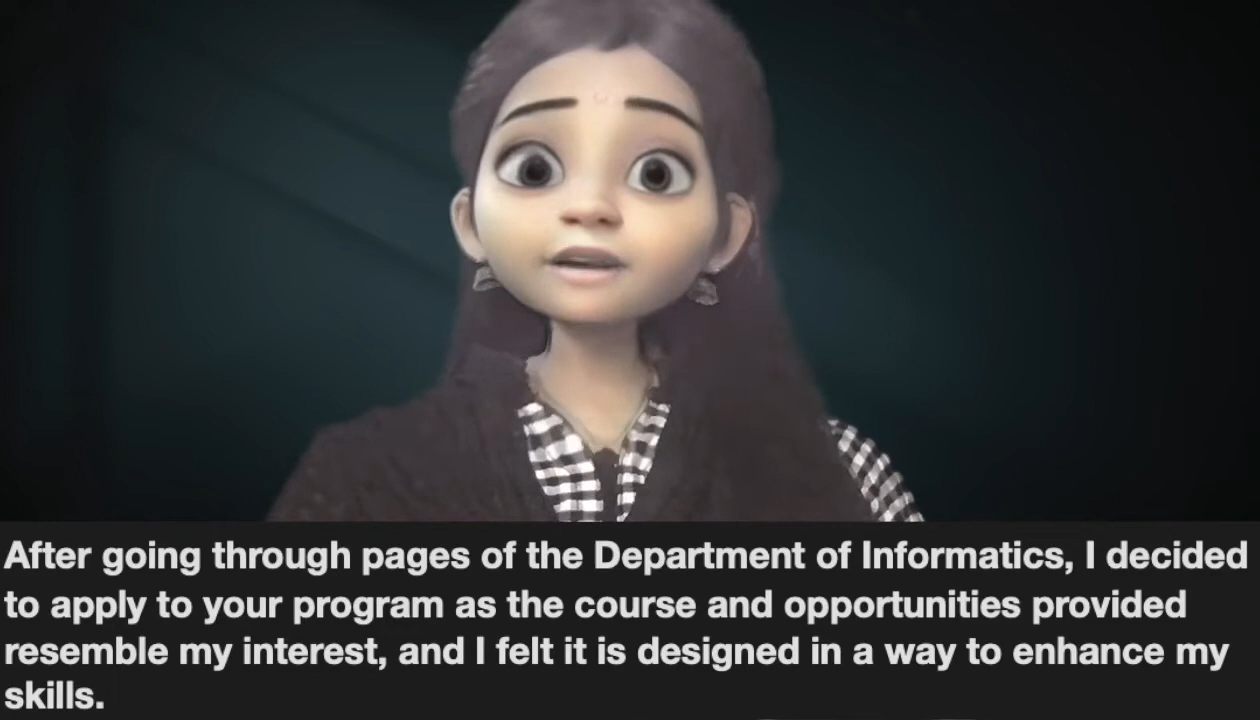 After going through pages of the Department of Informatics, I decided
to apply to your program as the course and opportunities provided
resemble my interest, and I felt it is designed in a way to enhance my
skills.